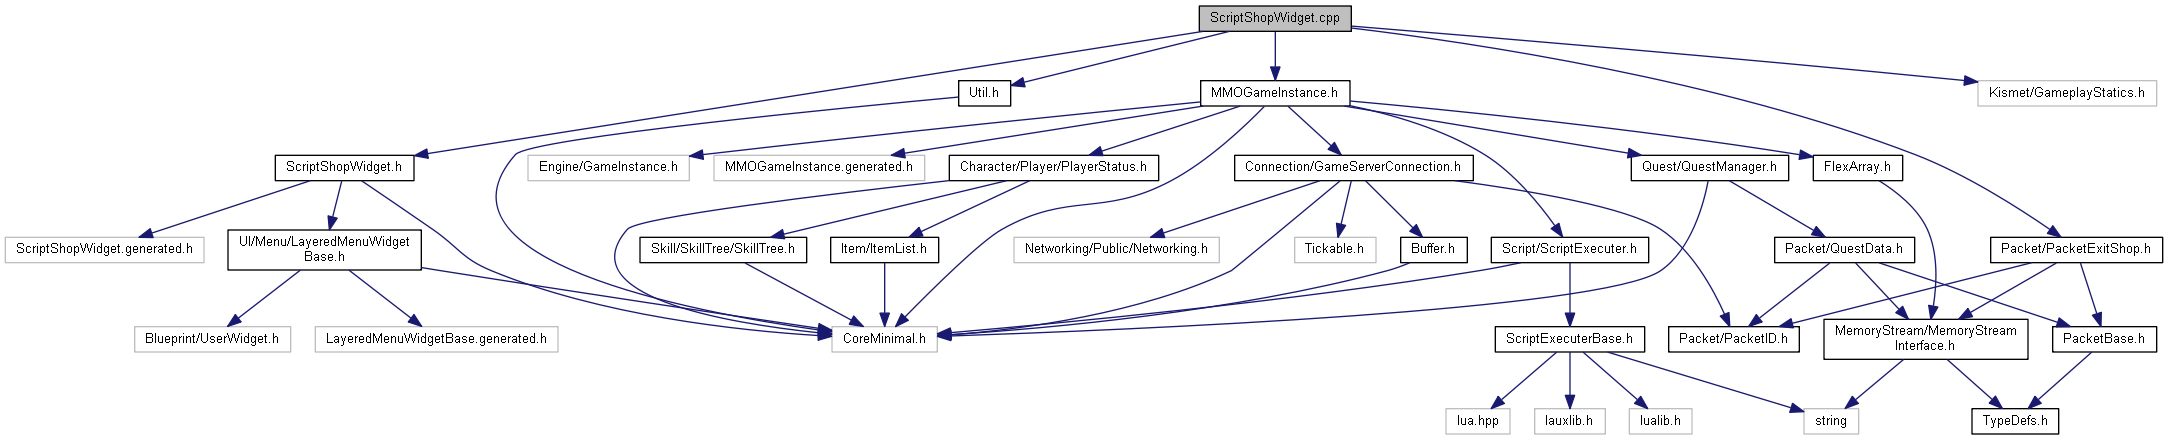 ScriptShopWidget.cpp
Util.h
MMOGameInstance.h
Kismet/GameplayStatics.h
ScriptShopWidget.h
Engine/GameInstance.h
MMOGameInstance.generated.h
Character/Player/PlayerStatus.h
Connection/GameServerConnection.h
Quest/QuestManager.h
FlexArray.h
ScriptShopWidget.generated.h
UI/Menu/LayeredMenuWidget
Base.h
Skill/SkillTree/SkillTree.h
Item/ItemList.h
Networking/Public/Networking.h
Tickable.h
Buffer.h
Script/ScriptExecuter.h
Packet/QuestData.h
Packet/PacketExitShop.h
Blueprint/UserWidget.h
LayeredMenuWidgetBase.generated.h
CoreMinimal.h
ScriptExecuterBase.h
Packet/PacketID.h
MemoryStream/MemoryStream
Interface.h
PacketBase.h
lua.hpp
lauxlib.h
lualib.h
string
TypeDefs.h